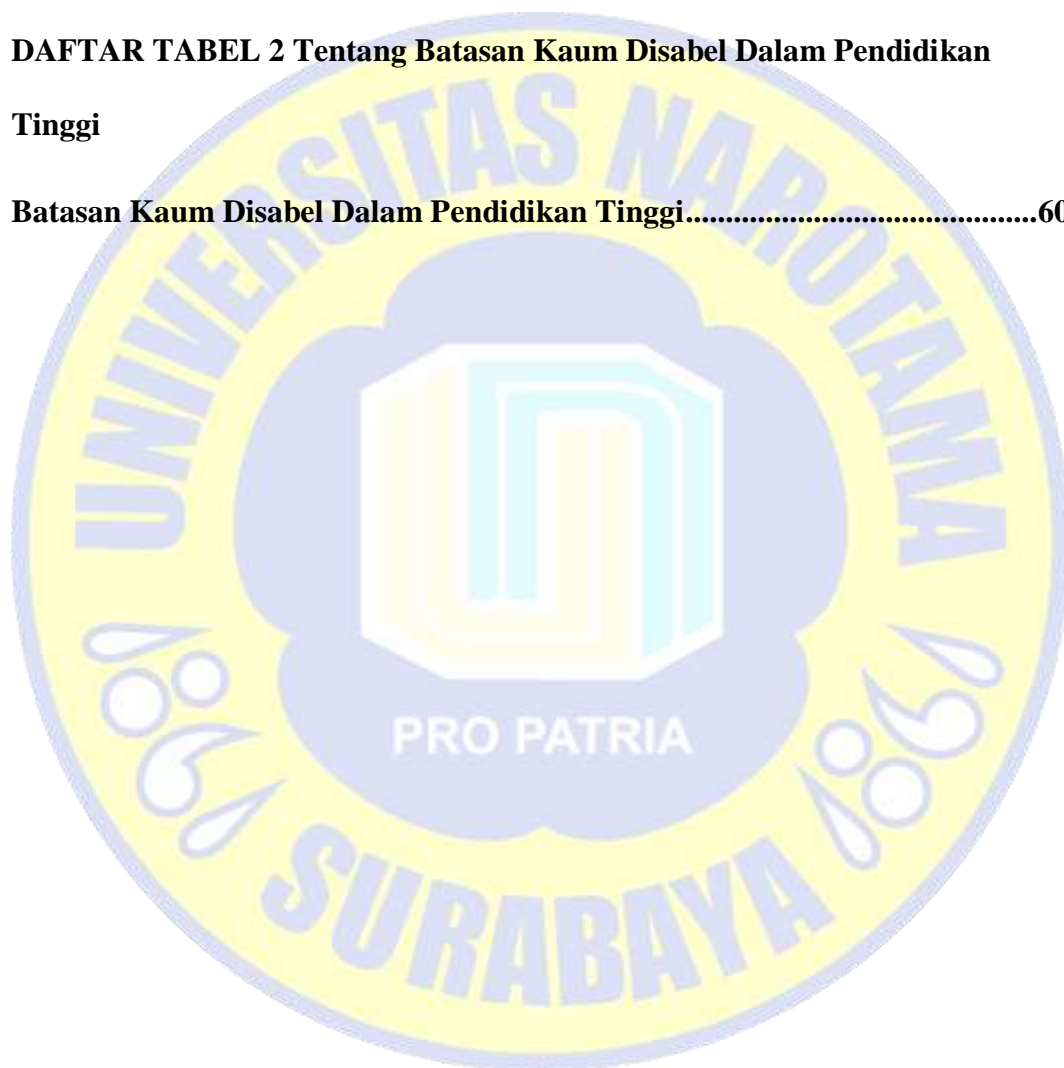 DAFTAR TABEL 2 Tentang Batasan Kaum Disabel Dalam Pendidikan
Tinggi
Batasan Kaum Disabel Dalam Pendidikan Tinggi............................................60
UNIVERSITAS NAROTAMA
PRO PATRIA
SURABAYA